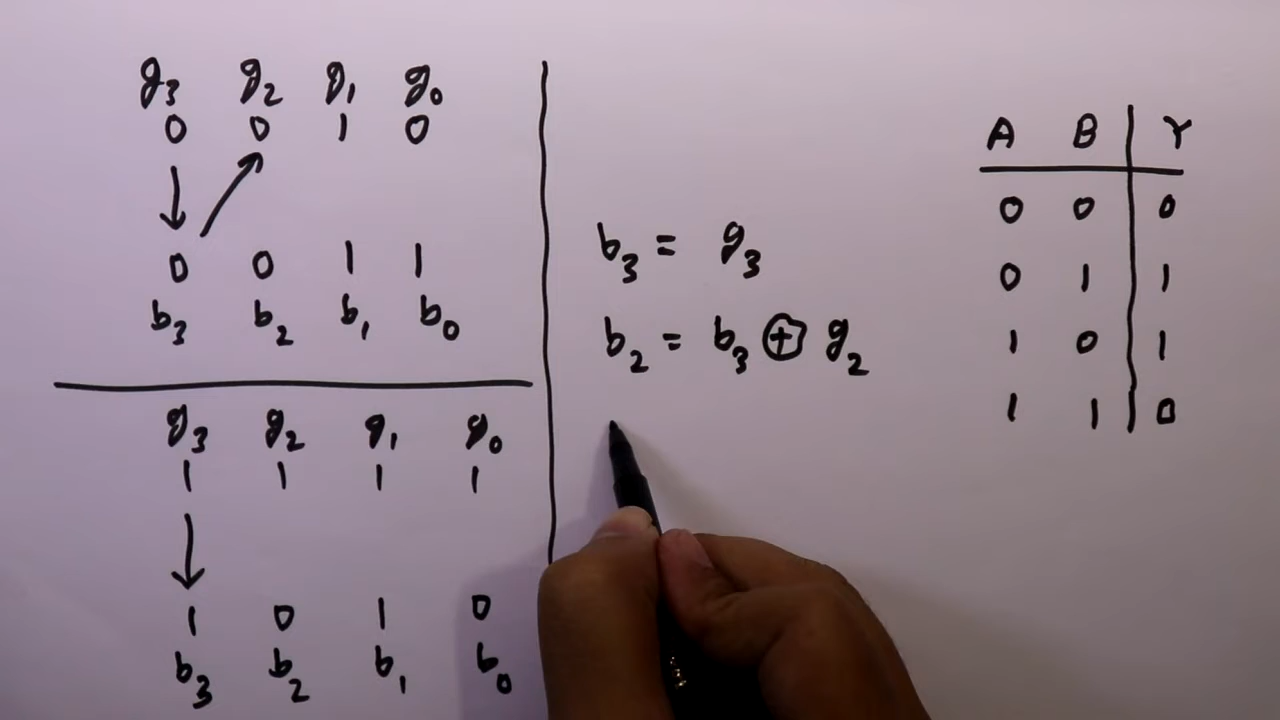 g₃ g₂ g₁ g₀
0 0 1 0
0 0 1 1
b₃ b₂ b₁ b₀
g₃ g₂ g₁ g₀
1 1 1 1
1 0 1 0
b₃ b₂ b₁ b₀
b₃ = g₃
b₂ = b₃ ⊕ g₂
A B Y
0 0 0
0 1 1
1 0 1
1 1 0